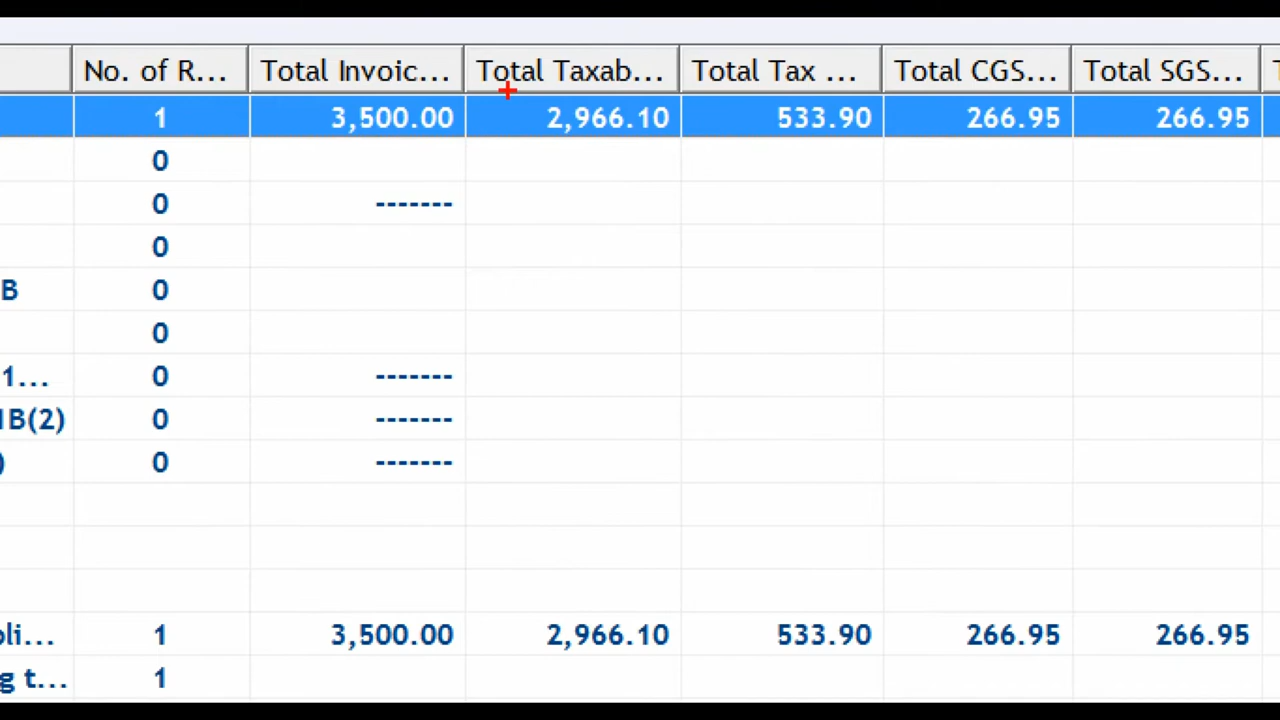 No. of R... Total Invoic... Total Taxab... Total Tax ... Total CGS... Total SGS...
1 3,500.00 2,966.10 533.90 266.95 266.95
0
0 -------
0
B 0
0
1... 0 -------
IB(2) 0 -------
) 0 -------
oli... 1 3,500.00 2,966.10 533.90 266.95 266.95
g t... 1